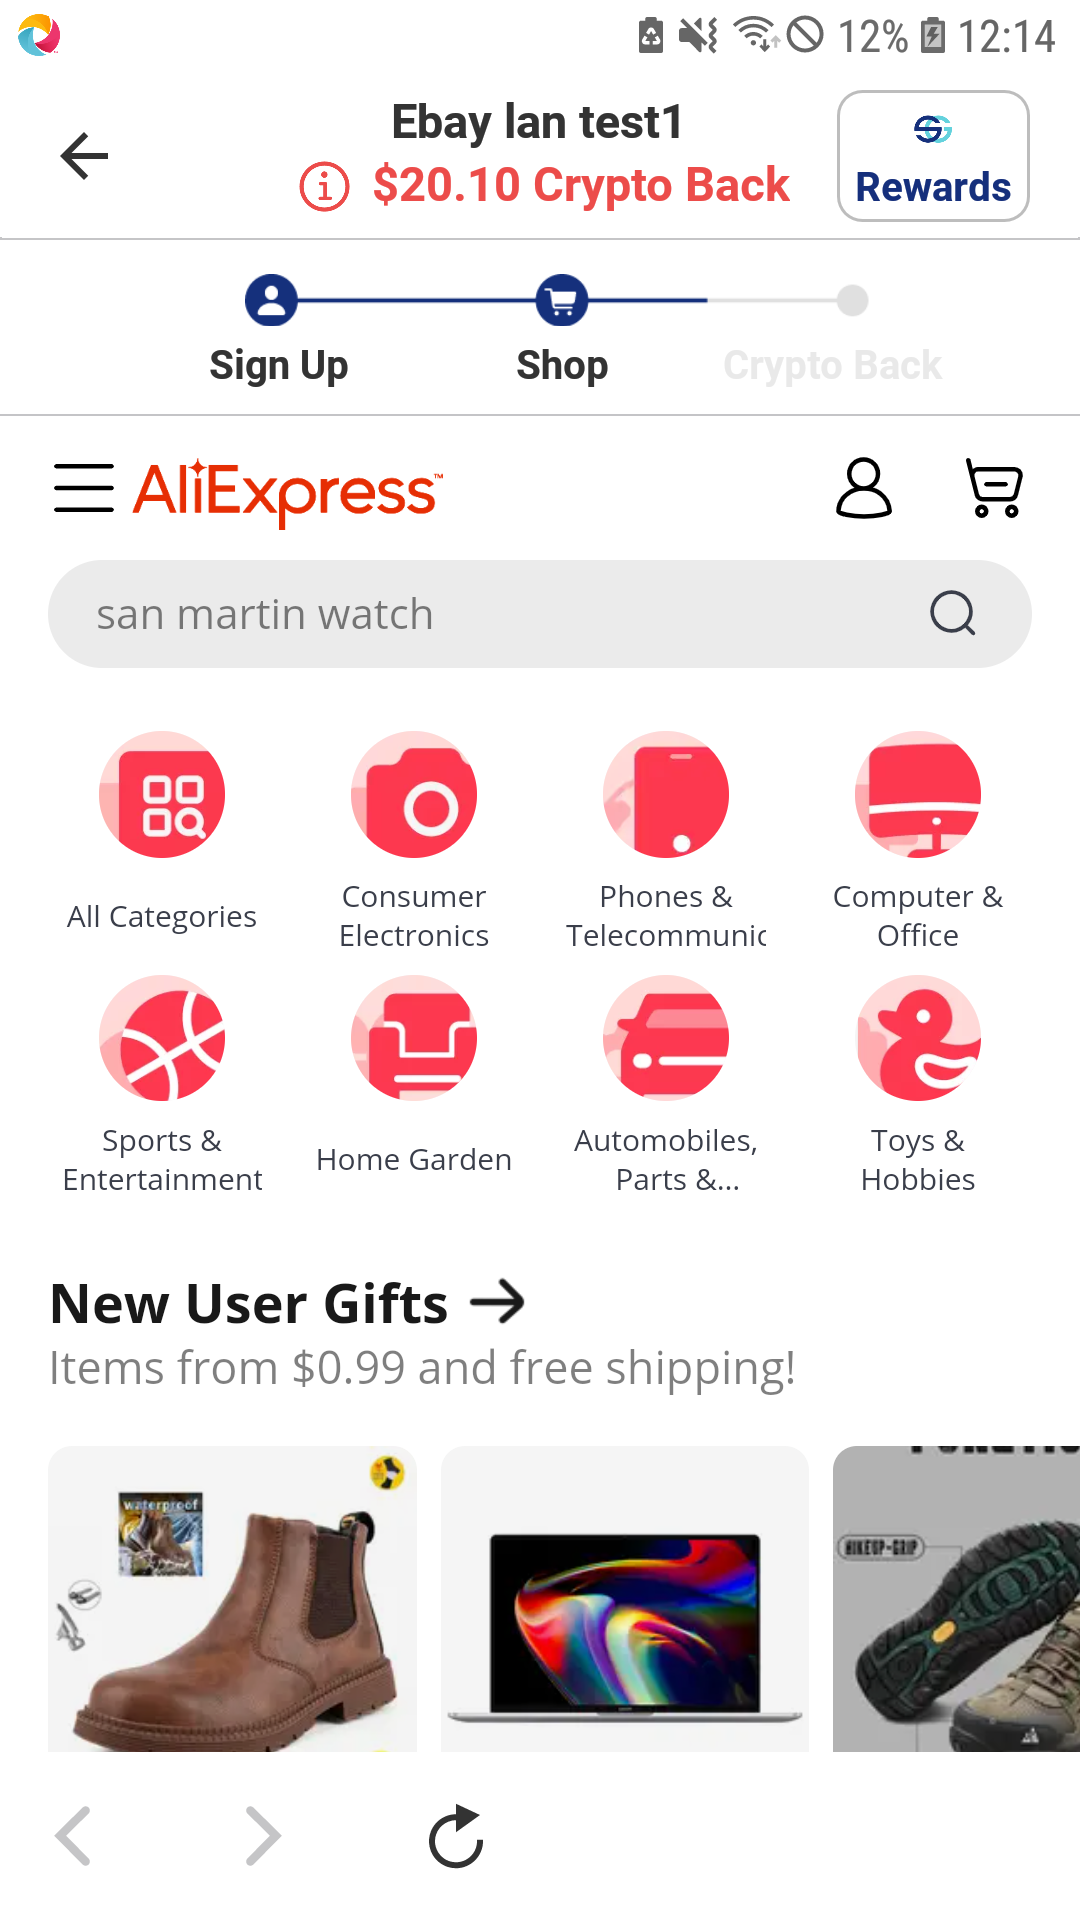 12% 12:14
Ebay lan test1
$20.10 Crypto Back
Rewards
Sign Up
Shop
Crypto Back
AliExpress™
san martin watch
All Categories
Consumer
Electronics
Phones &
Telecommunic
Computer &
Office
Sports &
Entertainment
Home Garden
Automobiles,
Parts &...
Toys &
Hobbies
New User Gifts
Items from $0.99 and free shipping!
waterproof
HIKEUP-GRIP